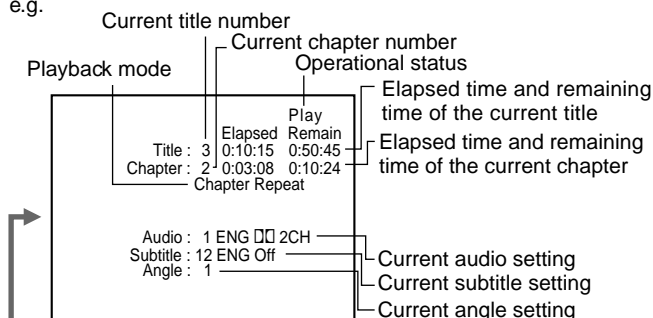 e.g.
Current title number
Current chapter number
Playback mode
Operational status
Play
Elapsed Remain
Title : 3 0:10:15 0:50:45
Chapter : 2 0:03:08 0:10:24
Chapter Repeat
Elapsed time and remaining
time of the current title
Elapsed time and remaining
time of the current chapter
Audio : 1 ENG 2CH
Subtitle : 12 ENG Off
Angle : 1
Current audio setting
Current subtitle setting
Current angle setting